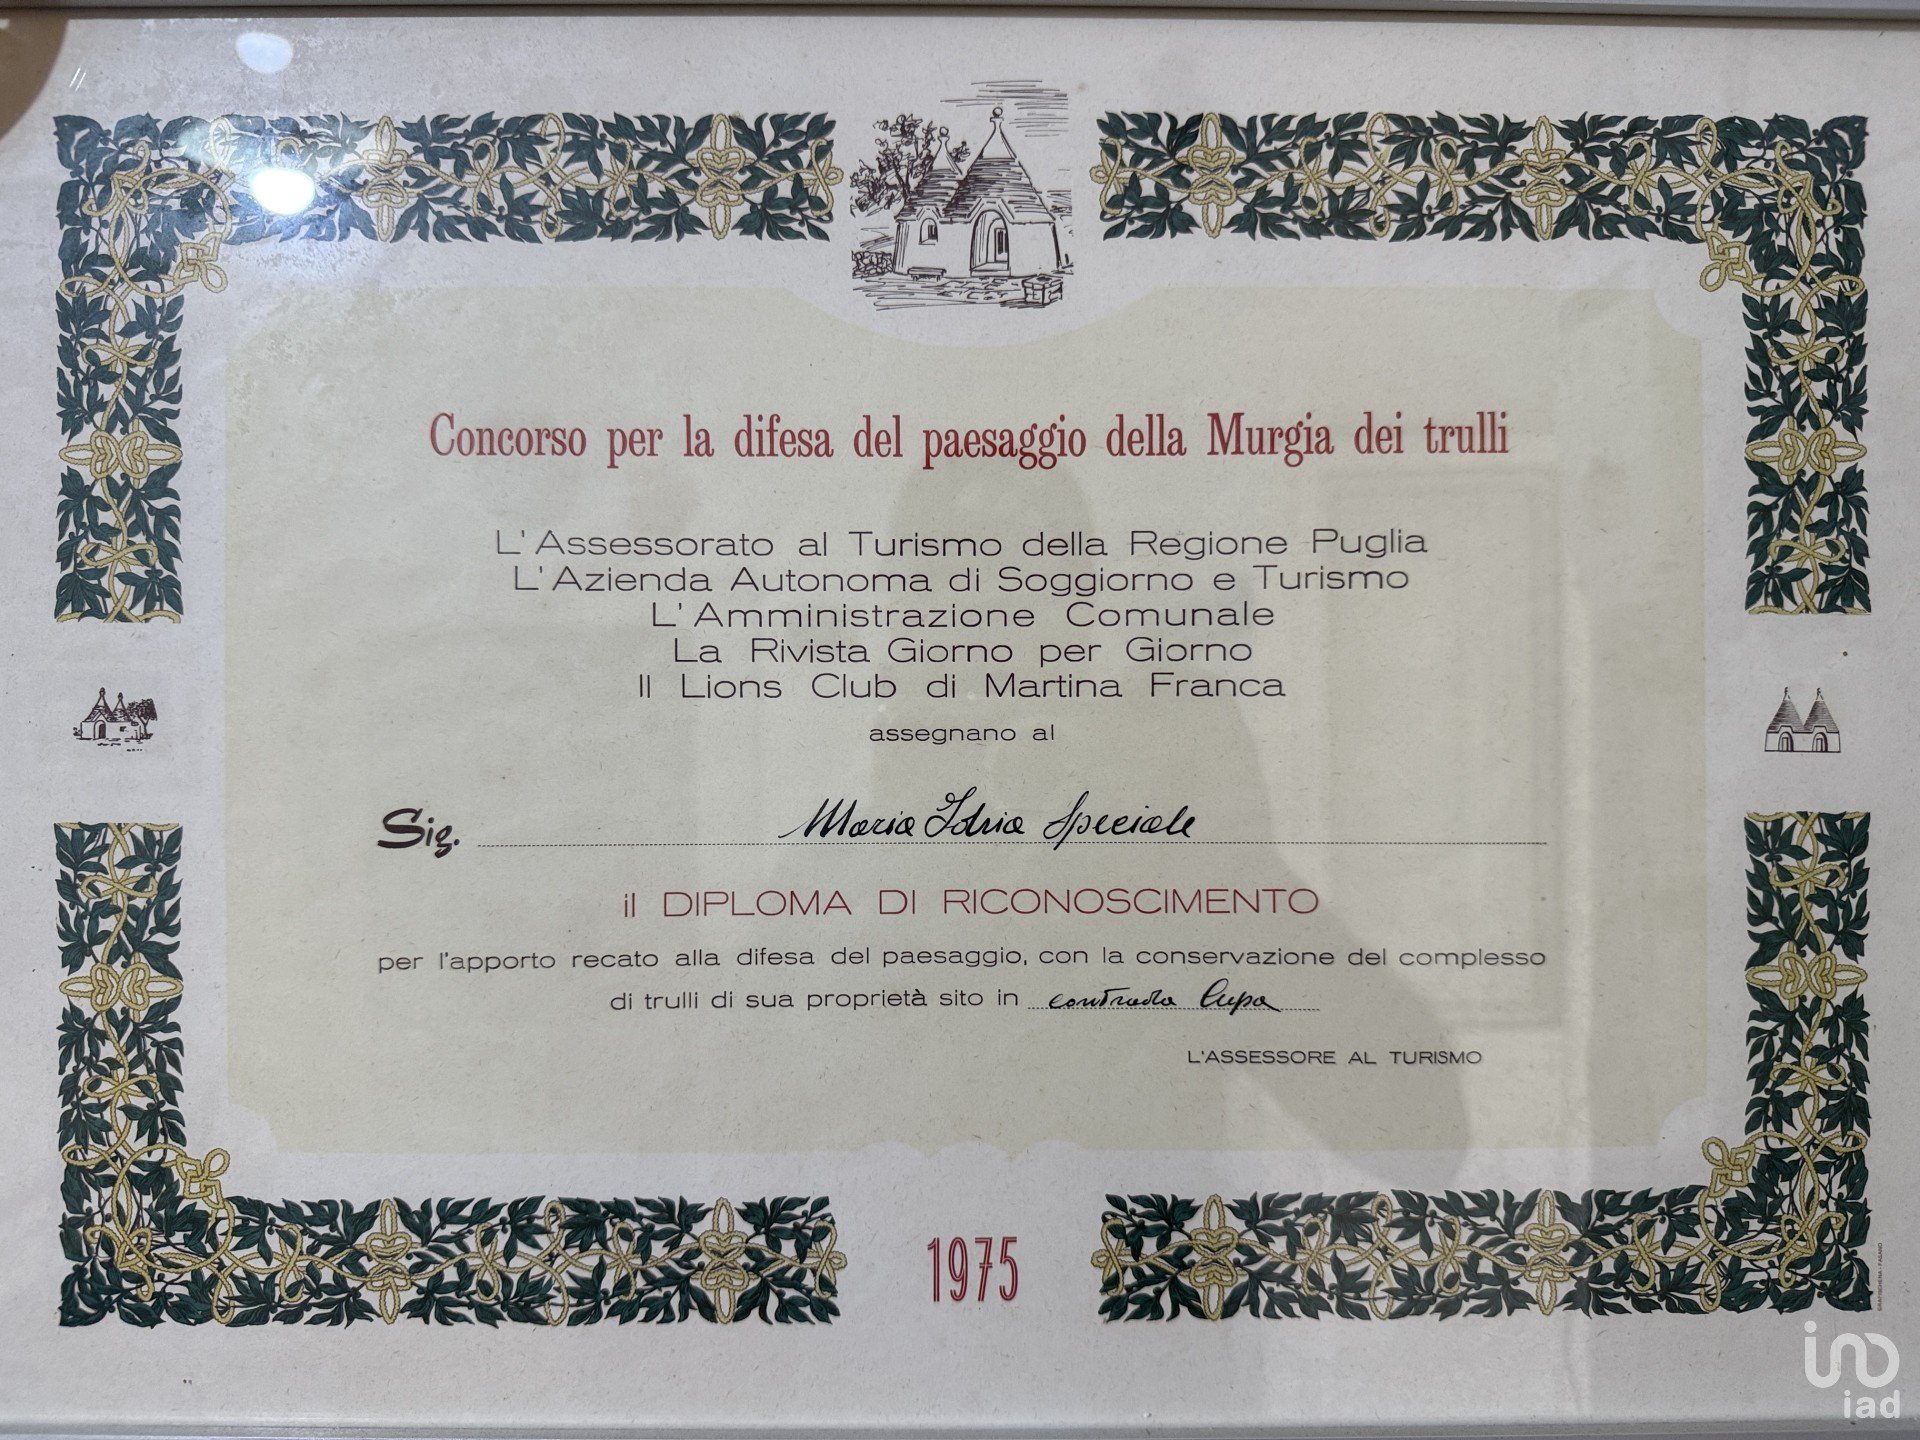 Concorso per la difesa del paesaggio della Murgia dei trulli
L'Assessorato al Turismo della Regione Puglia
L'Azienda Autonoma di Soggiorno e Turismo
L'Amministrazione Comunale
La Rivista Giorno per Giorno
Il Lions Club di Martina Franca
assegnano al
Sig. Maria Idria Speciale
il DIPLOMA DI RICONOSCIMENTO
per l'apporto recato alla difesa del paesaggio, con la conservazione del complesso
di trulli di sua proprietà sito in contrada Cupa
L'ASSESSORE AL TURISMO
1975
GRAFISCHENA - FASANO
iad